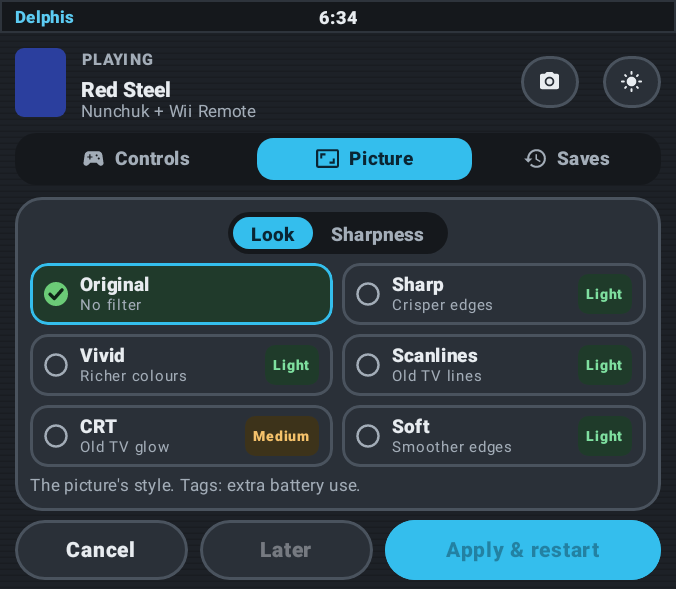 Delphis
6:34
PLAYING
Red Steel
Nunchuk + Wii Remote
Controls
Picture
Saves
Look
Sharpness
Original
No filter
Sharp
Crisper edges
Light
Vivid
Richer colours
Light
Scanlines
Old TV lines
Light
CRT
Old TV glow
Medium
Soft
Smoother edges
Light
The picture's style. Tags: extra battery use.
Cancel
Later
Apply & restart